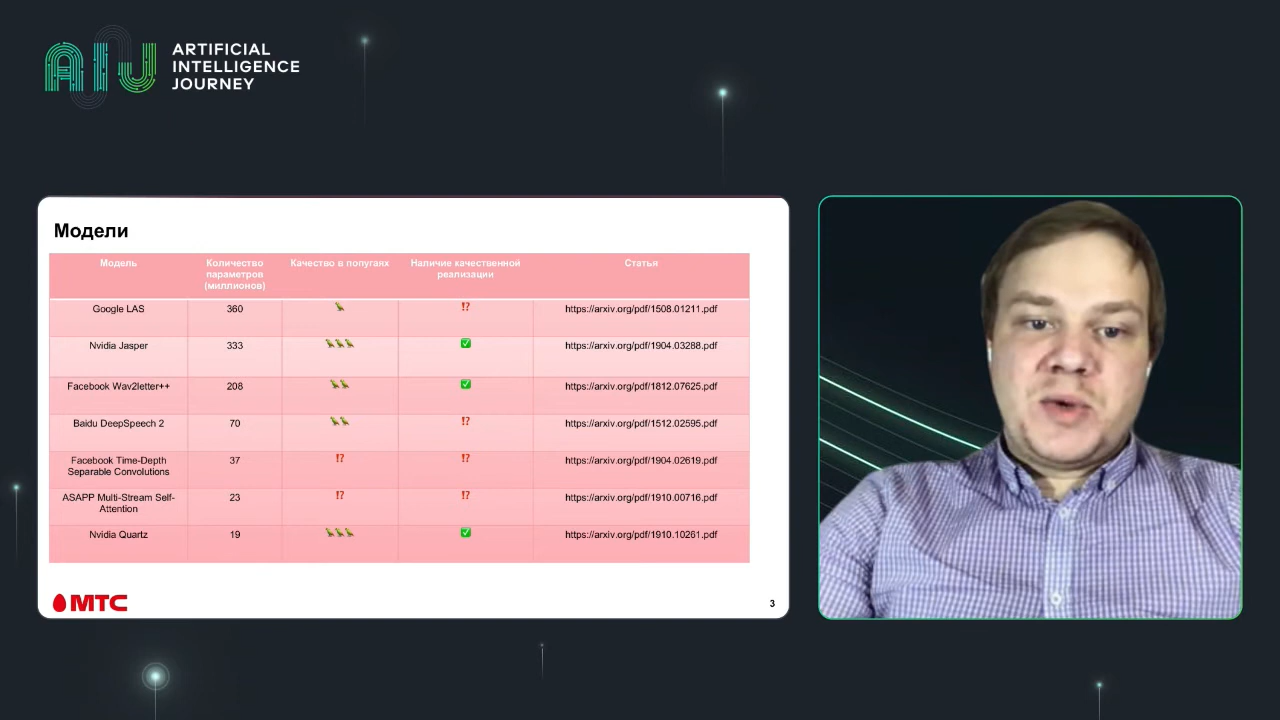 ARTIFICIAL
INTELLIGENCE
JOURNEY
Модели
Модель
Количество
параметров
(миллионов)
Качество в попугаях
Наличие качественной
реализации
Статья
Google LAS 360 ⁉ https://arxiv.org/pdf/1508.01211.pdf
Nvidia Jasper 333 ✅ https://arxiv.org/pdf/1904.03288.pdf
Facebook Wav2letter++ 208 ✅ https://arxiv.org/pdf/1812.07625.pdf
Baidu DeepSpeech 2 70 ⁉ https://arxiv.org/pdf/1512.02595.pdf
Facebook Time-Depth
Separable Convolutions 37 ⁉ ⁉ https://arxiv.org/pdf/1904.02619.pdf
ASAPP Multi-Stream Self-
Attention 23 ⁉ ⁉ https://arxiv.org/pdf/1910.00716.pdf
Nvidia Quartz 19 ✅ https://arxiv.org/pdf/1910.10261.pdf
МТС
3